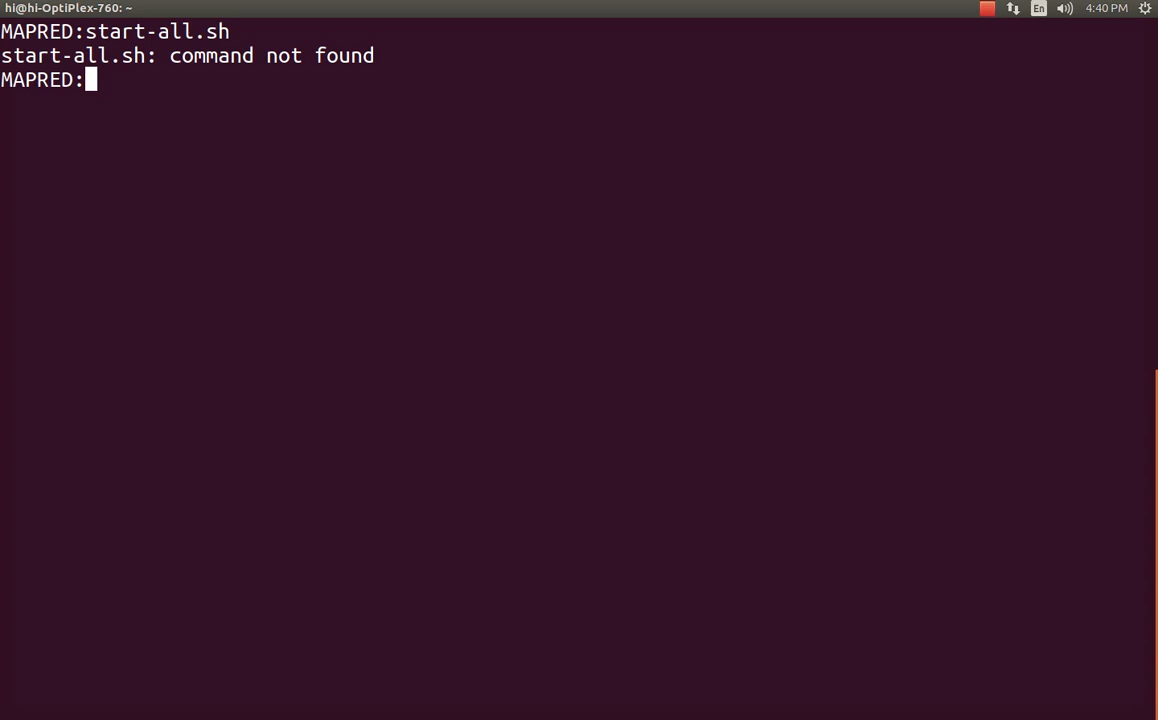 hi@hi-OptiPlex-760: ~
En
4:40 PM
MAPRED:start-all.sh
start-all.sh: command not found
MAPRED: